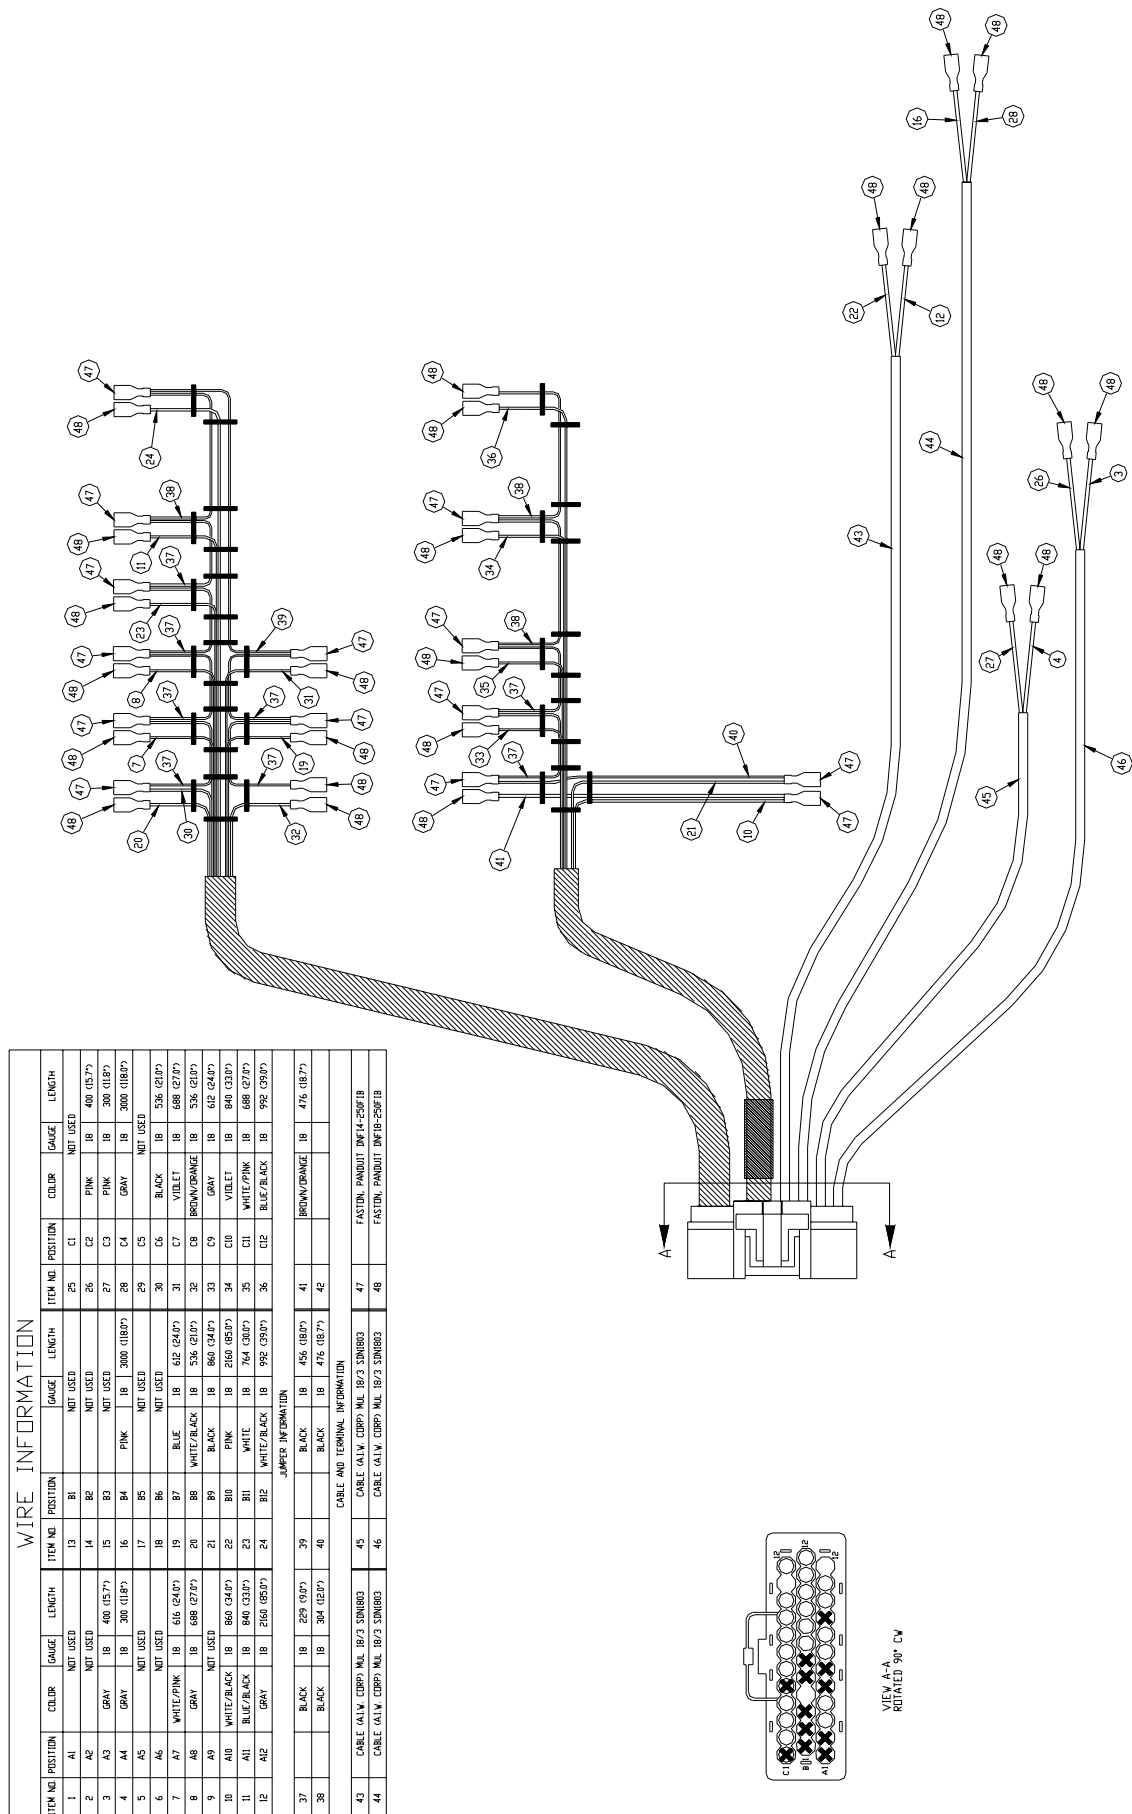 WIRE INFORMATION
ITEM NO. POSITION COLOR GAUGE LENGTH ITEM NO. POSITION GAUGE LENGTH ITEM NO. POSITION COLOR GAUGE LENGTH
1 A1 NOT USED 13 B1 NOT USED 25 C1 NOT USED
2 A2 NOT USED 14 B2 NOT USED 26 C2 PINK 18 400 (15.7")
3 A3 GRAY 18 400 (15.7") 15 B3 NOT USED 27 C3 PINK 18 300 (11.8")
4 A4 GRAY 18 300 (11.8") 16 B4 PINK 18 3000 (118.0") 28 C4 GRAY 18 3000 (118.0")
5 A5 NOT USED 17 B5 NOT USED 29 C5 NOT USED
6 A6 NOT USED 18 B6 NOT USED 30 C6 BLACK 18 536 (21.0")
7 A7 WHITE/PINK 18 616 (24.0") 19 B7 BLUE 18 612 (24.0") 31 C7 VIOLET 18 688 (27.0")
8 A8 GRAY 18 688 (27.0") 20 B8 WHITE/BLACK 18 536 (21.0") 32 C8 BROWN/ORANGE 18 536 (21.0")
9 A9 NOT USED 21 B9 BLACK 18 860 (34.0") 33 C9 GRAY 18 612 (24.0")
10 A10 WHITE/BLACK 18 860 (34.0") 22 B10 PINK 18 2160 (85.0") 34 C10 VIOLET 18 840 (33.0")
11 A11 BLUE/BLACK 18 840 (33.0") 23 B11 WHITE 18 764 (30.0") 35 C11 WHITE/PINK 18 688 (27.0")
12 A12 GRAY 18 2160 (85.0") 24 B12 WHITE/BLACK 18 992 (39.0") 36 C12 BLUE/BLACK 18 992 (39.0")
JUMPER INFORMATION
37 BLACK 18 229 (9.0") 39 BLACK 18 456 (18.0") 41 BROWN/ORANGE 18 476 (18.7")
38 BLACK 18 304 (12.0") 40 BLACK 18 476 (18.7") 42
CABLE AND TERMINAL INFORMATION
43 CABLE (A.I.W. CORP) MUL 18/3 SDN1803 45 CABLE (A.I.W. CORP) MUL 18/3 SDN1803 47 FASTON, PANDUIT DNF14-250FIB
44 CABLE (A.I.W. CORP) MUL 18/3 SDN1803 46 CABLE (A.I.W. CORP) MUL 18/3 SDN1803 48 FASTON, PANDUIT DNF18-250FIB
48 47 48 47 48 47 48 47 48 47 48 47
20 30 37 7 37 8 37 23 37 11 38 24
32 37 19 37 31 39
48 48 48 47 48 47
48 47 48 47 48 47 48 47 48 48
41 37 33 37 35 38 34 38 36
10 21 40
47 47
43 22 12 48 48
44 16 28 48 48
45 27 4 48 48
46 26 3 48 48
A
A
C1 12
B1 12
A1 12
VIEW A-A
ROTATED 90° CW